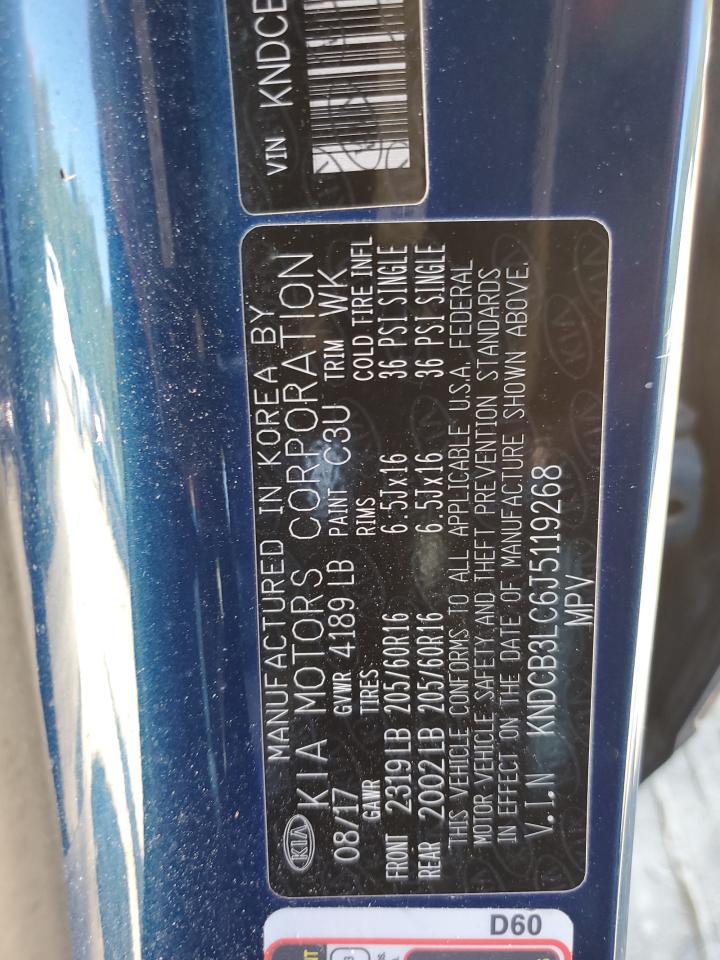 VIN KNDCB
MANUFACTURED IN KOREA BY
KIA KIA MOTORS CORPORATION
08/17 GVWR 4189 LB PAINT C3U TRIM WK
GAWR TIRES RIMS COLD TIRE INFL
FRONT 2319LB 205/60R16 6.5Jx16 36 PSI SINGLE
REAR 2002LB 205/60R16 6.5Jx16 36 PSI SINGLE
THIS VEHICLE CONFORMS TO ALL APPLICABLE U.S.A. FEDERAL
MOTOR VEHICLE SAFETY AND THEFT PREVENTION STANDARDS
IN EFFECT ON THE DATE OF MANUFACTURE SHOWN ABOVE.
V.I.N KNDCB3LC6J5119268
MPV
D60